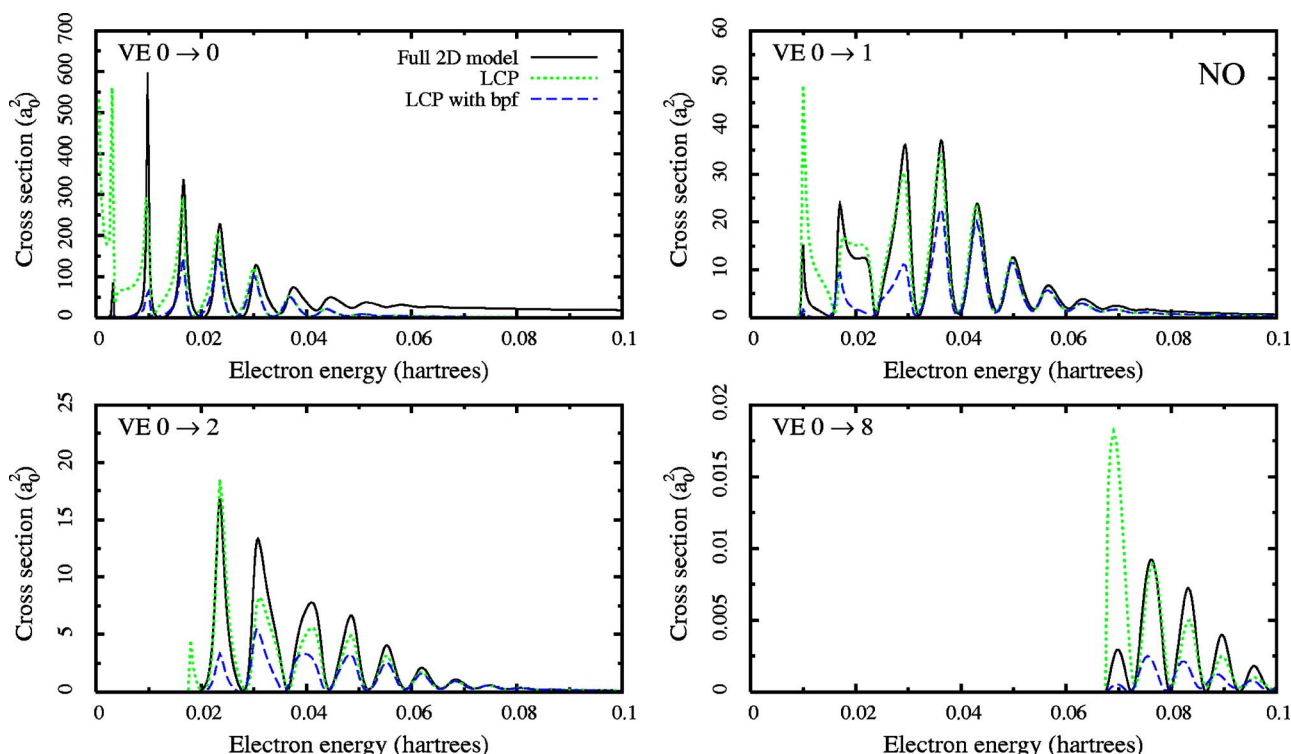 VE 0 → 0
Full 2D model
LCP
LCP with bpf
Cross section (a₀²)
0 100 200 300 400 500 600 700
0 0.02 0.04 0.06 0.08 0.1
Electron energy (hartrees)
VE 0 → 1
NO
Cross section (a₀²)
0 10 20 30 40 50 60
0 0.02 0.04 0.06 0.08 0.1
Electron energy (hartrees)
VE 0 → 2
Cross section (a₀²)
0 5 10 15 20 25
0 0.02 0.04 0.06 0.08 0.1
Electron energy (hartrees)
VE 0 → 8
Cross section (a₀²)
0 0.005 0.01 0.015 0.02
0 0.02 0.04 0.06 0.08 0.1
Electron energy (hartrees)